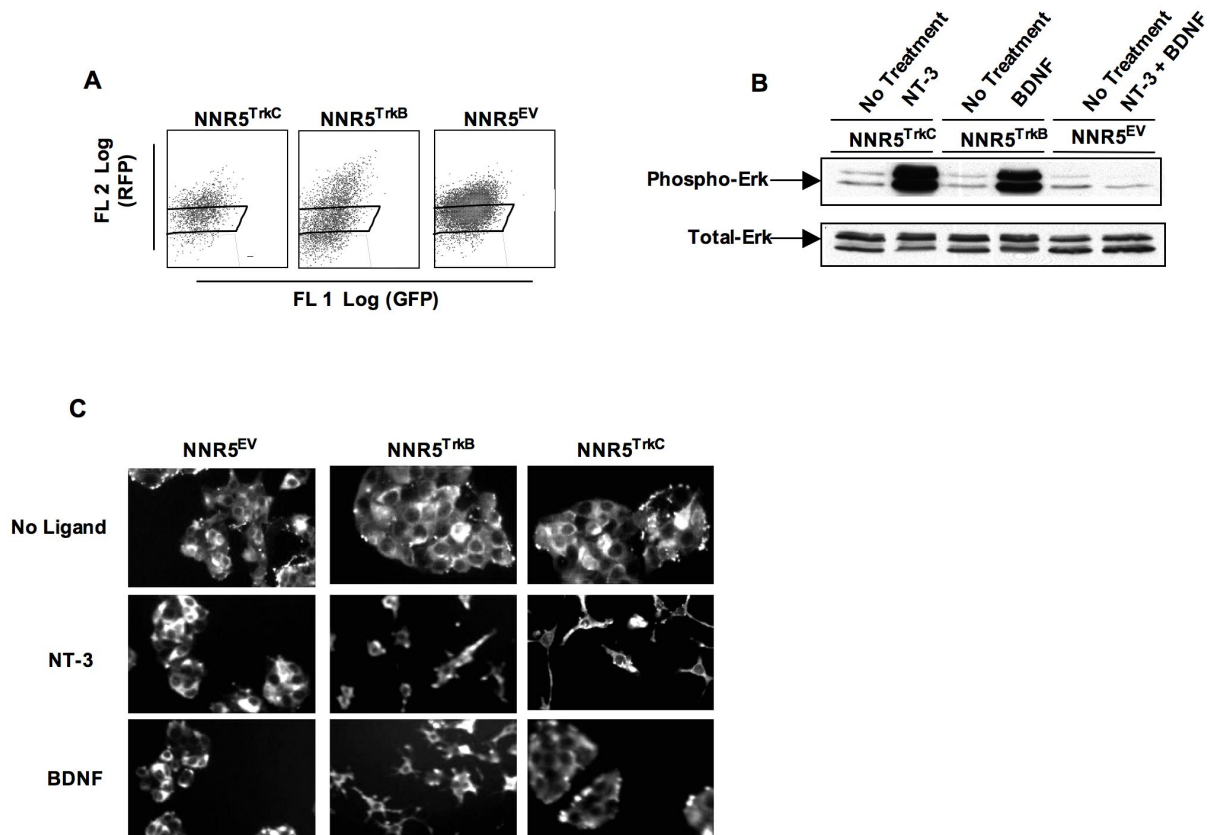 A
NNR5TrkC NNR5TrkB NNR5EV
FL 2 Log
(RFP)
FL 1 Log (GFP)
B
No Treatment
NT-3
No Treatment
BDNF
No Treatment
NT-3 + BDNF
NNR5TrkC NNR5TrkB NNR5EV
Phospho-Erk
Total-Erk
C
NNR5EV NNR5TrkB NNR5TrkC
No Ligand
NT-3
BDNF